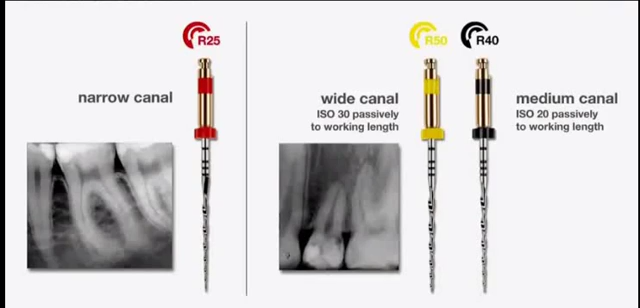 R25
narrow canal
R50
R40
wide canal
ISO 30 passively
to working length
medium canal
ISO 20 passively
to working length